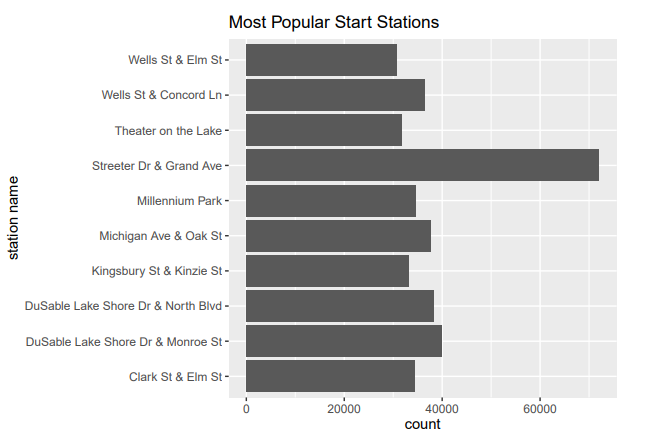 Most Popular Start Stations
station name
Wells St & Elm St
Wells St & Concord Ln
Theater on the Lake
Streeter Dr & Grand Ave
Millennium Park
Michigan Ave & Oak St
Kingsbury St & Kinzie St
DuSable Lake Shore Dr & North Blvd
DuSable Lake Shore Dr & Monroe St
Clark St & Elm St
0 20000 40000 60000
count